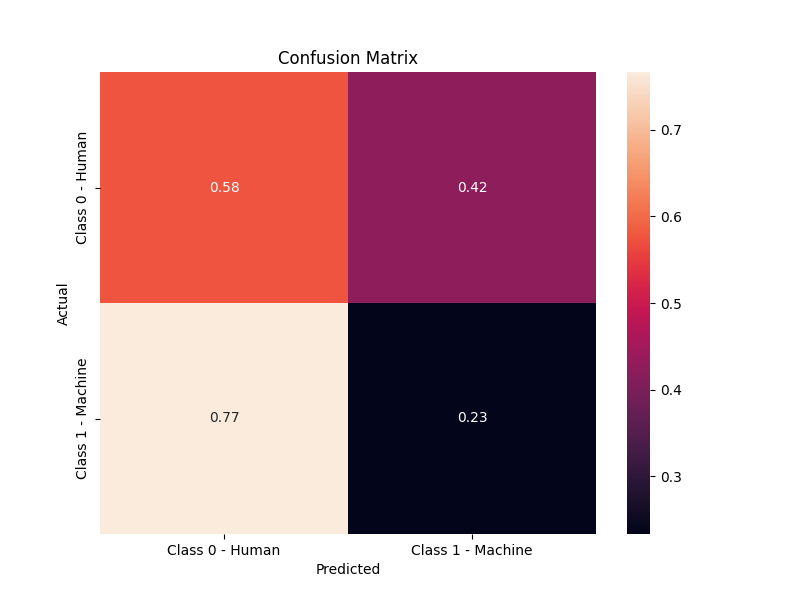 Confusion Matrix
Class 0 - Human
0.58
0.42
0.7
0.6
0.5
0.4
0.3
Actual
Class 1 - Machine
0.77
0.23
Class 0 - Human
Class 1 - Machine
Predicted